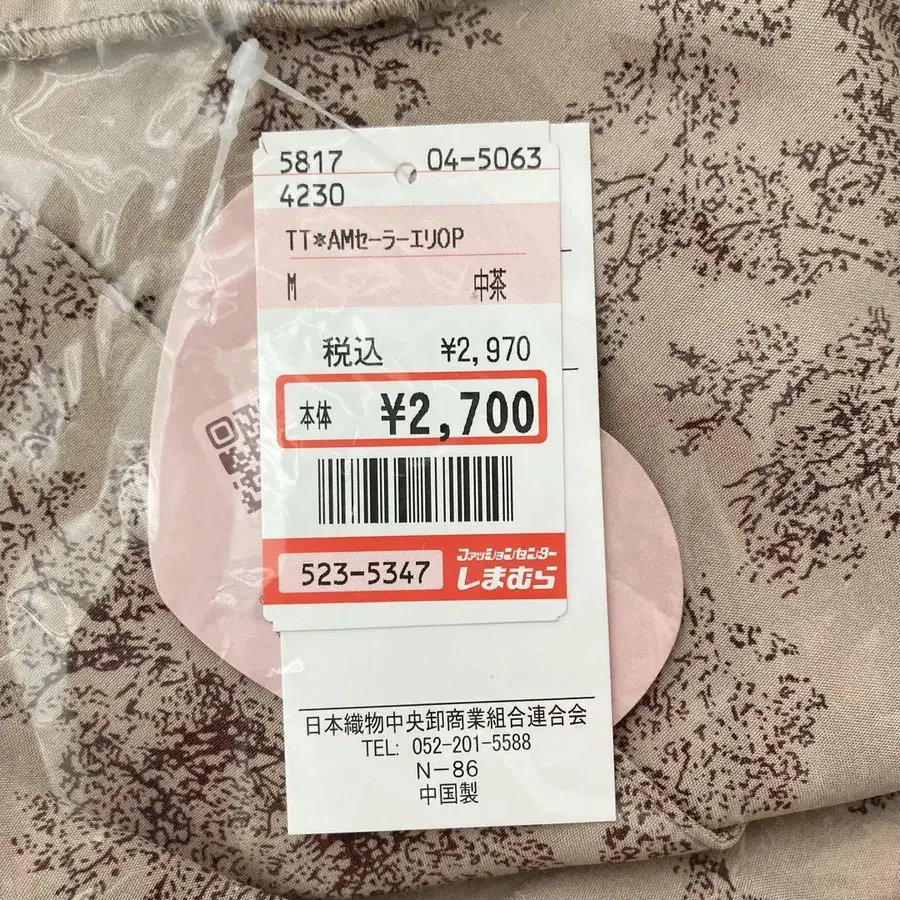 5817 04-5063
4230
TT*AMｾｰﾗｰｴﾘOP
M 中茶
税込 ¥2,970
本体 ¥2,700
523-5347 ファッションセンター
しまむら
日本織物中央卸商業組合連合会
TEL: 052-201-5588
N-86
中国製